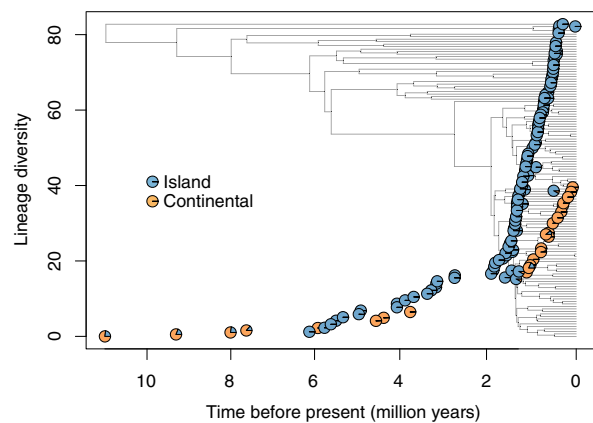 80
60
40
20
0
Lineage diversity
Island
Continental
10 8 6 4 2 0
Time before present (million years)